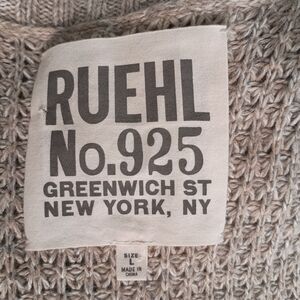 RUEHL
No.925
GREENWICH ST
NEW YORK, NY
SIZE
L
MADE IN
CHINA